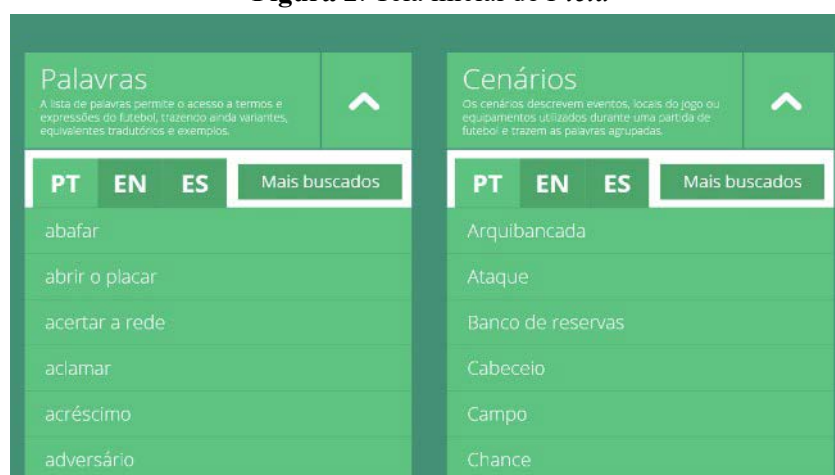 Palavras
A lista de palavras permite o acesso a termos e
expressões do futebol, trazendo ainda variantes,
equivalentes tradutórios e exemplos.
PT EN ES Mais buscados
abafar
abrir o placar
acertar a rede
aclamar
acréscimo
adversário
Cenários
Os cenários descrevem eventos, locais do jogo ou
equipamentos utilizados durante uma partida de
futebol e trazem as palavras agrupadas.
PT EN ES Mais buscados
Arquibancada
Ataque
Banco de reservas
Cabeceio
Campo
Chance